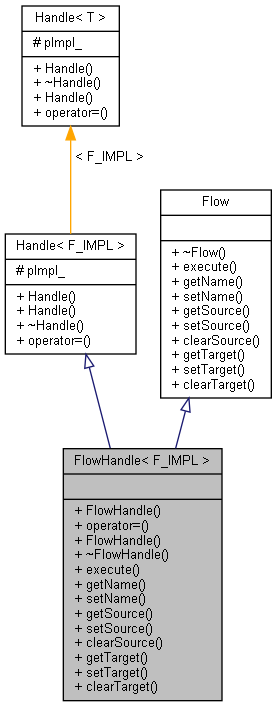 Handle< T >
# pImpl_
+ Handle()
+ ~Handle()
+ Handle()
+ operator=()
< F_IMPL >
Handle< F_IMPL >
# pImpl_
+ Handle()
+ Handle()
+ ~Handle()
+ operator=()
Flow
+ ~Flow()
+ execute()
+ getName()
+ setName()
+ getSource()
+ setSource()
+ clearSource()
+ getTarget()
+ setTarget()
+ clearTarget()
FlowHandle< F_IMPL >
+ FlowHandle()
+ operator=()
+ FlowHandle()
+ ~FlowHandle()
+ execute()
+ getName()
+ setName()
+ getSource()
+ setSource()
+ clearSource()
+ getTarget()
+ setTarget()
+ clearTarget()